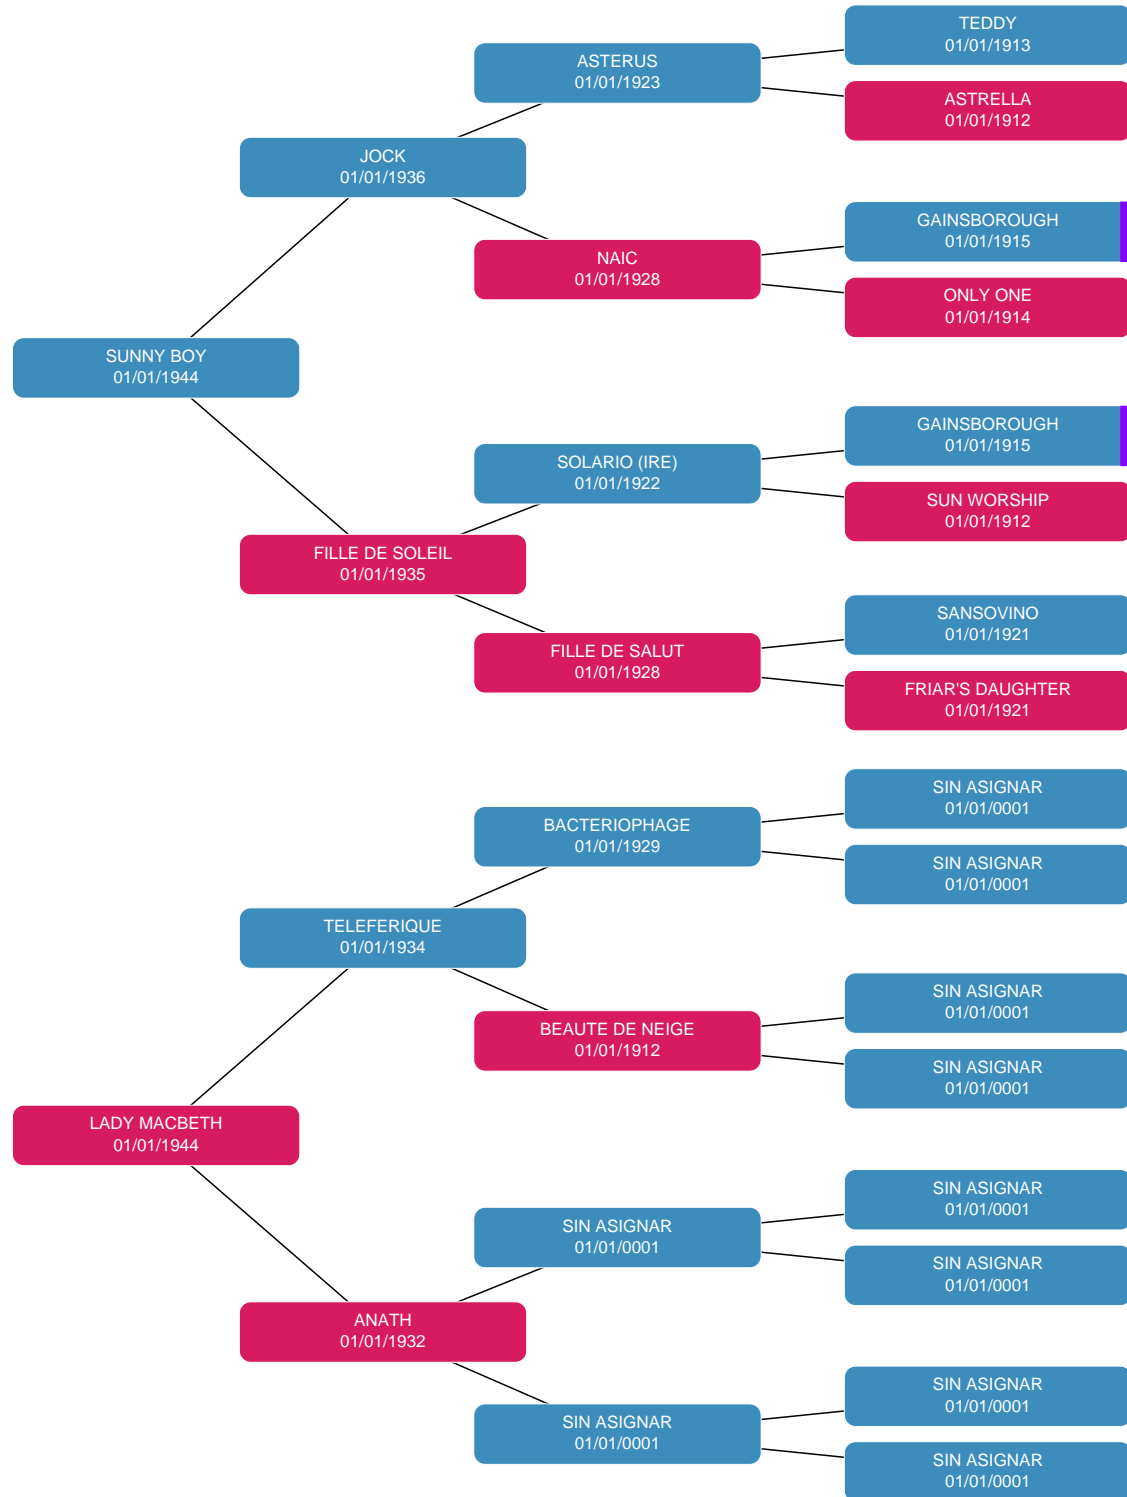 TEDDY
01/01/1913
ASTERUS
01/01/1923
ASTRELLA
01/01/1912
JOCK
01/01/1936
GAINSBOROUGH
01/01/1915
NAIC
01/01/1928
ONLY ONE
01/01/1914
SUNNY BOY
01/01/1944
GAINSBOROUGH
01/01/1915
SOLARIO (IRE)
01/01/1922
SUN WORSHIP
01/01/1912
FILLE DE SOLEIL
01/01/1935
SANSOVINO
01/01/1921
FILLE DE SALUT
01/01/1928
FRIAR'S DAUGHTER
01/01/1921
SIN ASIGNAR
01/01/0001
BACTERIOPHAGE
01/01/1929
SIN ASIGNAR
01/01/0001
TELEFERIQUE
01/01/1934
SIN ASIGNAR
01/01/0001
BEAUTE DE NEIGE
01/01/1912
SIN ASIGNAR
01/01/0001
LADY MACBETH
01/01/1944
SIN ASIGNAR
01/01/0001
SIN ASIGNAR
01/01/0001
SIN ASIGNAR
01/01/0001
ANATH
01/01/1932
SIN ASIGNAR
01/01/0001
SIN ASIGNAR
01/01/0001
SIN ASIGNAR
01/01/0001